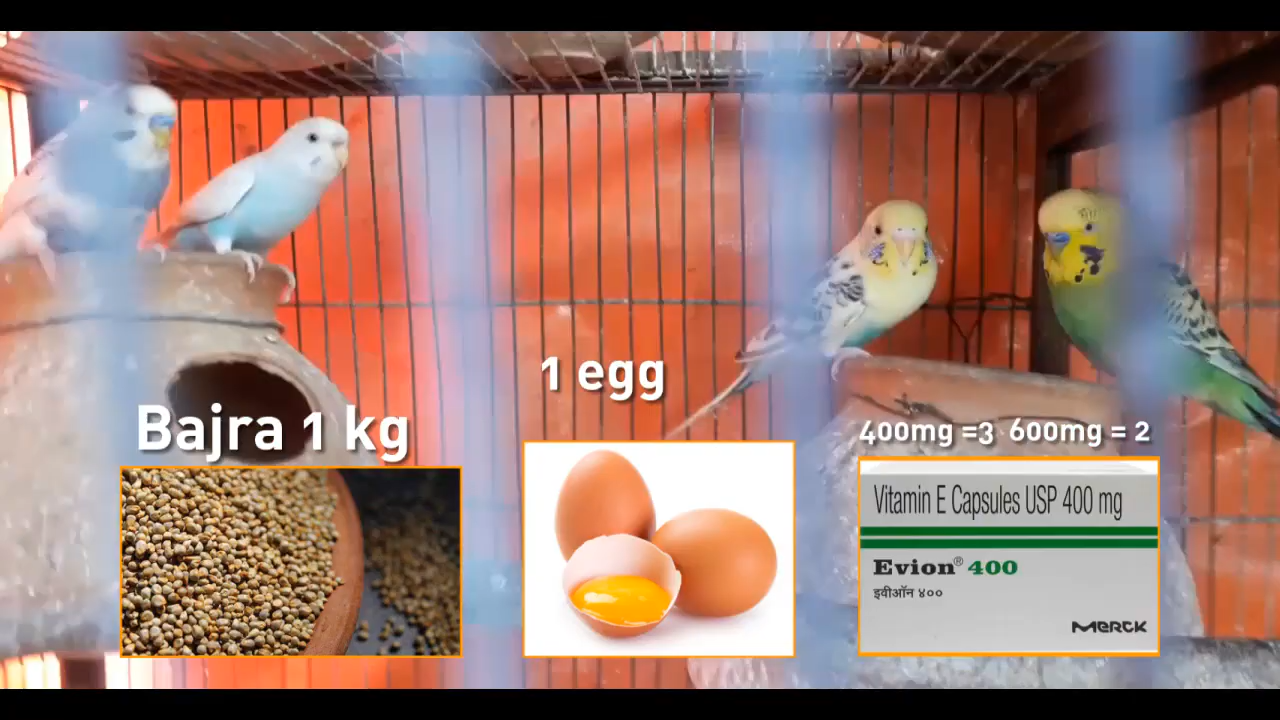 1 egg
Bajra 1 kg
400mg =3 600mg = 2
Vitamin E Capsules USP 400 mg
Evion® 400
इवीऑन ४००
MERCK